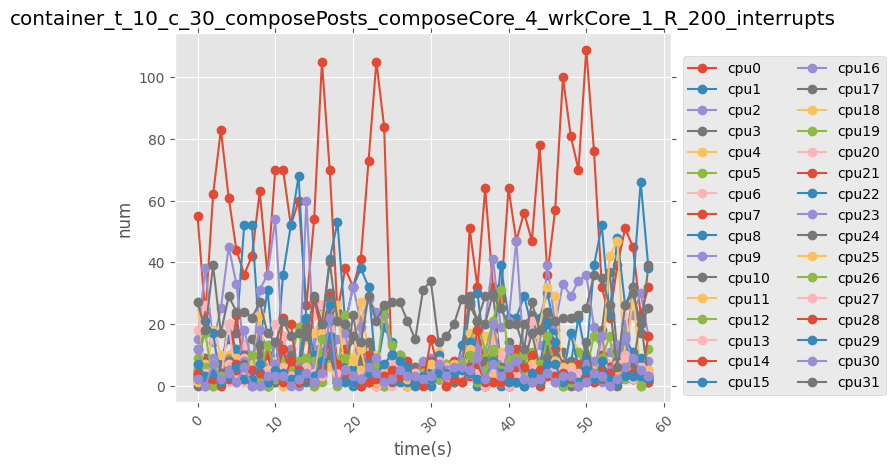 container_t_10_c_30_composePosts_composeCore_4_wrkCore_1_R_200_interrupts
num
100
80
60
40
20
0
0
10
20
30
40
50
60
time(s)
cpu0
cpu1
cpu2
cpu3
cpu4
cpu5
cpu6
cpu7
cpu8
cpu9
cpu10
cpu11
cpu12
cpu13
cpu14
cpu15
cpu16
cpu17
cpu18
cpu19
cpu20
cpu21
cpu22
cpu23
cpu24
cpu25
cpu26
cpu27
cpu28
cpu29
cpu30
cpu31